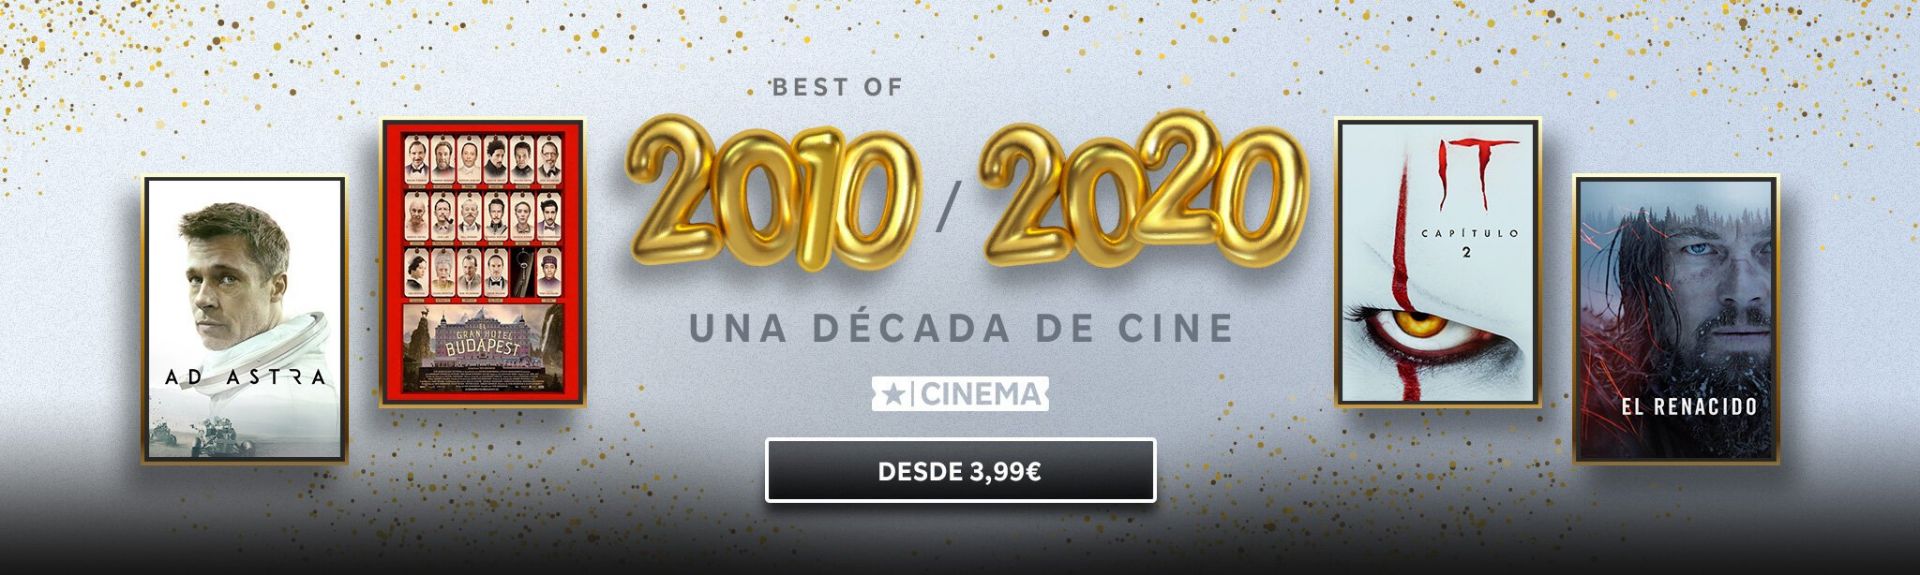 BEST OF
2010 / 2020
UNA DÉCADA DE CINE
CINEMA
DESDE 3,99€
AD ASTRA
EL
GRAN HOTEL
BUDAPEST
IT
CAPÍTULO
2
EL RENACIDO